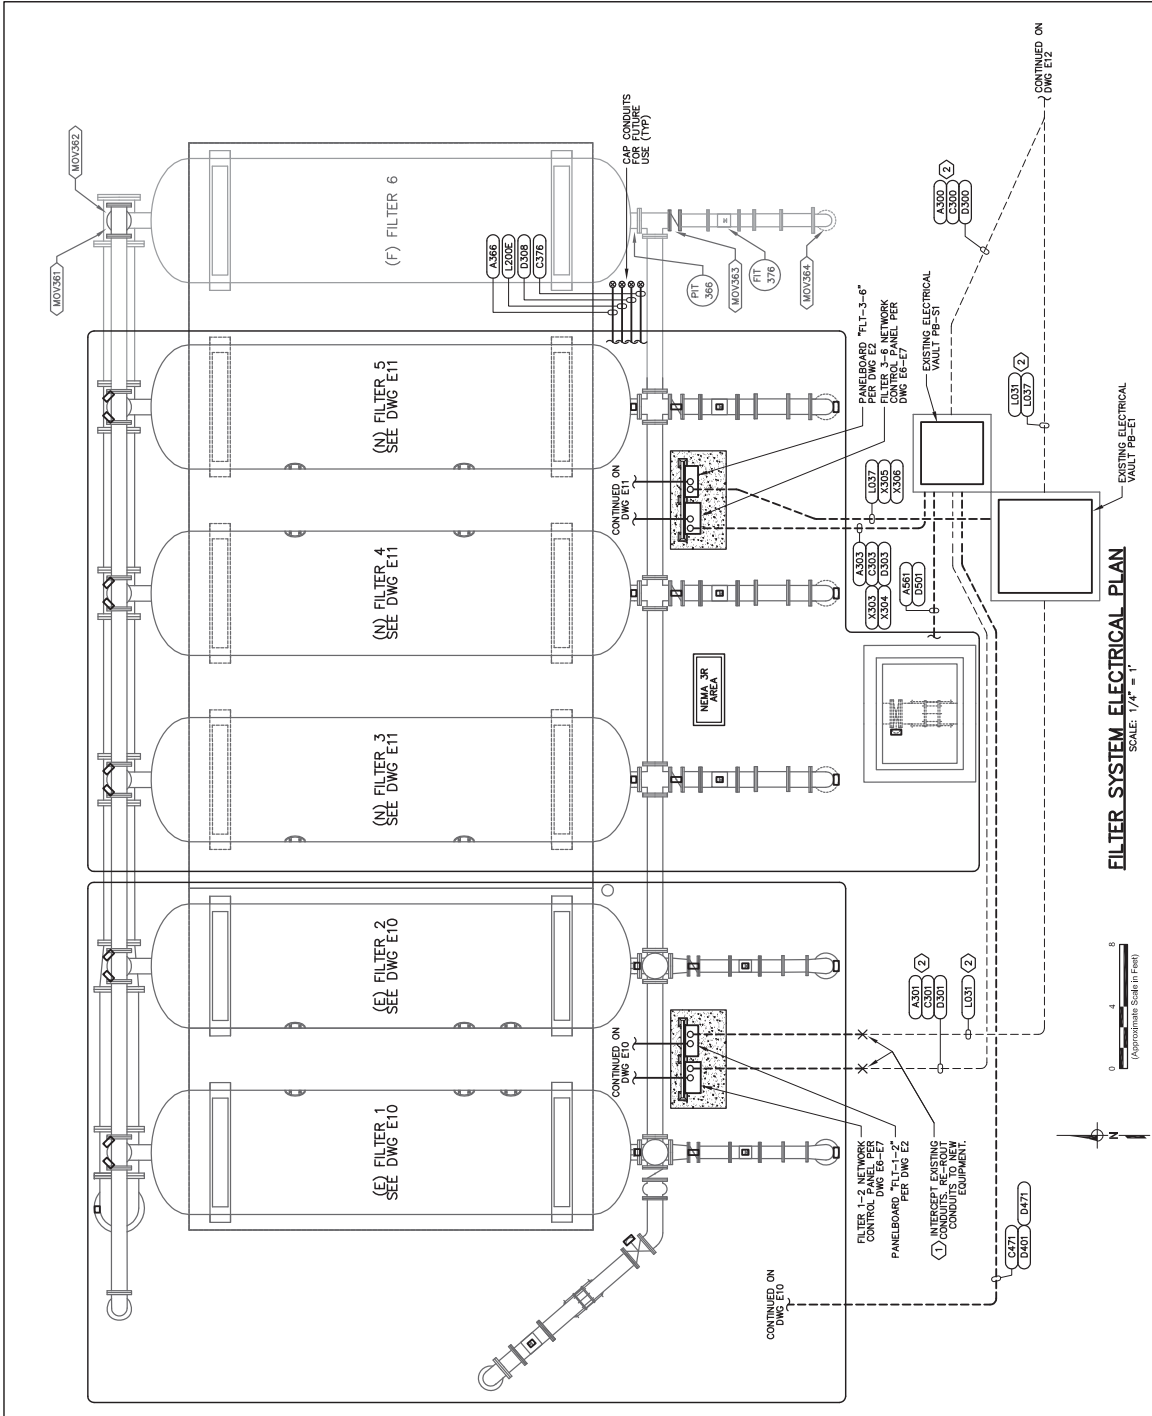 MOV362
MOV361
(F) FILTER 6
CAP CONDUITS
FOR FUTURE
USE (TYP)
A366
L200E
D308
C376
PIT
366
MOV363
FIT
376
MOV364
CONTINUED ON
DWG E12
2
A300
C300
D300
(N) FILTER 5
SEE DWG E11
CONTINUED ON
DWG E11
PANELBOARD "FLT-3-6"
PER DWG E2
FILTER 3-6 NETWORK
CONTROL PANEL PER
DWG E6-E7
EXISTING ELECTRICAL
VAULT PB-S1
2
L031
L037
EXISTING ELECTRICAL
VAULT PB-E1
L037
X305
X306
(N) FILTER 4
SEE DWG E11
A303
C303
D303
X303
X304
A561
D501
NEMA 3R
AREA
(N) FILTER 3
SEE DWG E11
(E) FILTER 2
SEE DWG E10
CONTINUED ON
DWG E10
2
A301
C301
D301
2
L031
(E) FILTER 1
SEE DWG E10
FILTER 1-2 NETWORK
CONTROL PANEL PER
DWG E6-E7
PANELBOARD "FLT-1-2"
PER DWG E2
1
INTERCEPT EXISTING
CONDUITS. RE-ROUT
CONDUITS TO NEW
EQUIPMENT.
CONTINUED ON
DWG E10
C471
D401
D471
FILTER SYSTEM ELECTRICAL PLAN
SCALE: 1/4" = 1'
0 4 8
(Approximate Scale in Feet)
N